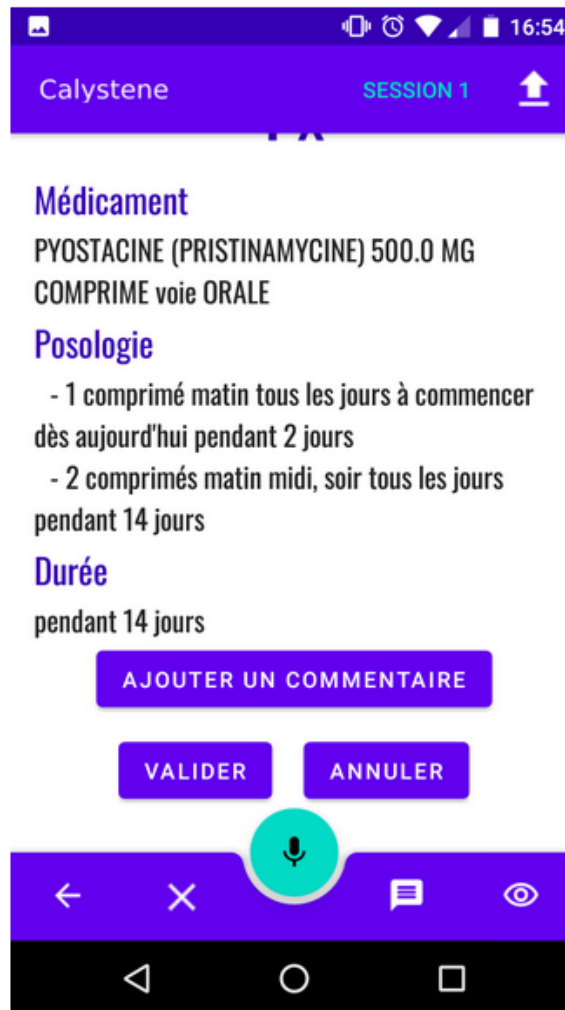 16:54
Calystene
SESSION 1
Médicament
PYOSTACINE (PRISTINAMYCINE) 500.0 MG
COMPRIME voie ORALE
Posologie
- 1 comprimé matin tous les jours à commencer
dès aujourd'hui pendant 2 jours
- 2 comprimés matin midi, soir tous les jours
pendant 14 jours
Durée
pendant 14 jours
AJOUTER UN COMMENTAIRE
VALIDER
ANNULER